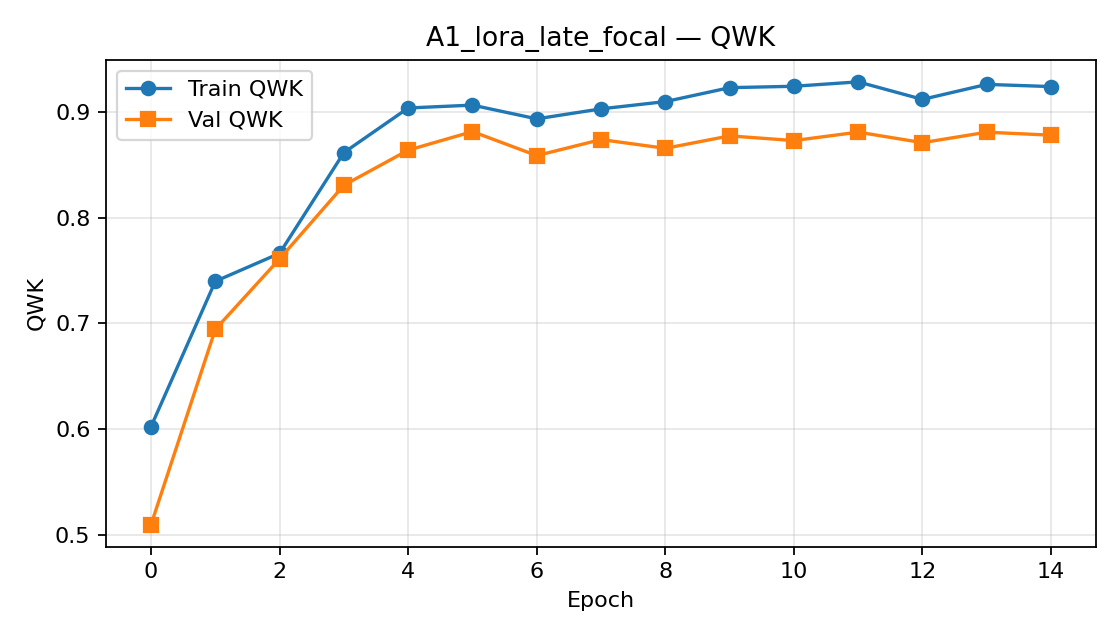 A1_lora_late_focal — QWK
Train QWK
Val QWK
QWK
0.9
0.8
0.7
0.6
0.5
0 2 4 6 8 10 12 14
Epoch